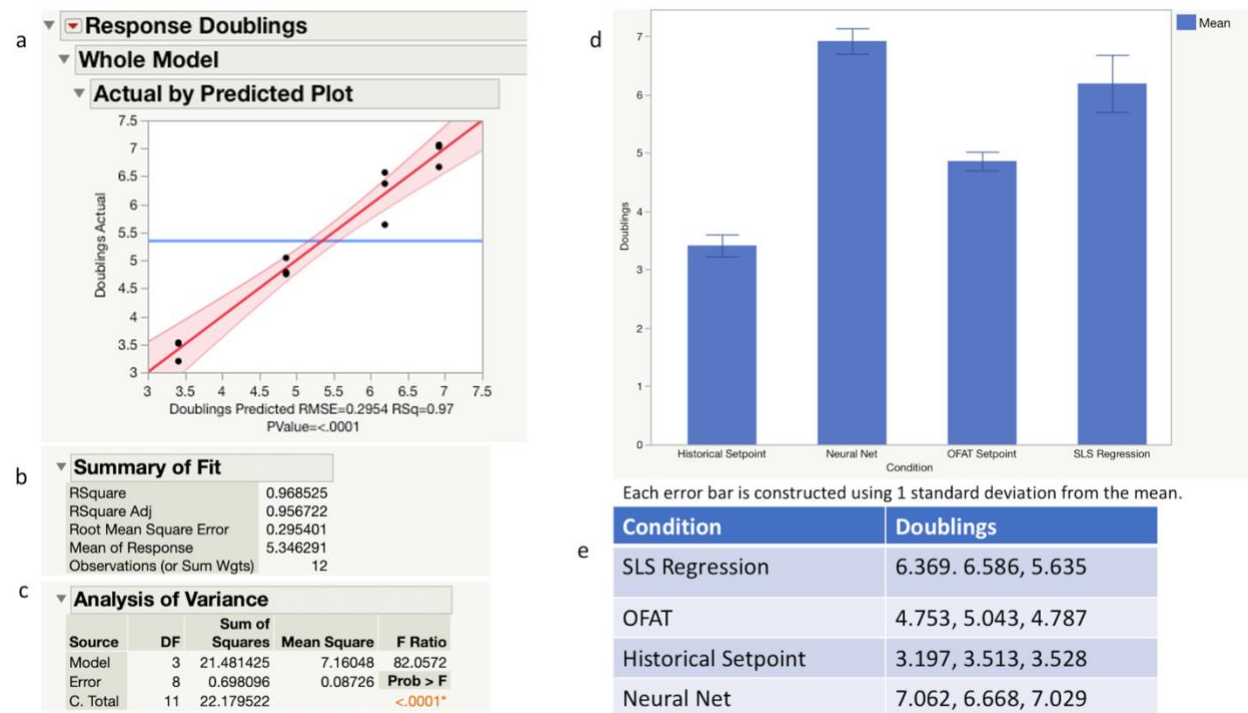 a
Response Doublings
Whole Model
Actual by Predicted Plot
7.5
7
6.5
6
5.5
5
4.5
4
3.5
3
Doublings Actual
3 3.5 4 4.5 5 5.5 6 6.5 7 7.5
Doublings Predicted RMSE=0.2954 RSq=0.97
PValue=<.0001
b
Summary of Fit
RSquare 0.968525
RSquare Adj 0.956722
Root Mean Square Error 0.295401
Mean of Response 5.346291
Observations (or Sum Wgts) 12
c
Analysis of Variance
Sum of
Source DF Squares Mean Square F Ratio
Model 3 21.481425 7.16048 82.0572
Error 8 0.698096 0.08726 Prob > F
C. Total 11 22.179522 <.0001*
d
Mean
7
6
5
4
3
2
1
0
Doublings
Historical Setpoint Neural Net OFAT Setpoint SLS Regression
Condition
Each error bar is constructed using 1 standard deviation from the mean.
e
Condition Doublings
SLS Regression 6.369. 6.586, 5.635
OFAT 4.753, 5.043, 4.787
Historical Setpoint 3.197, 3.513, 3.528
Neural Net 7.062, 6.668, 7.029